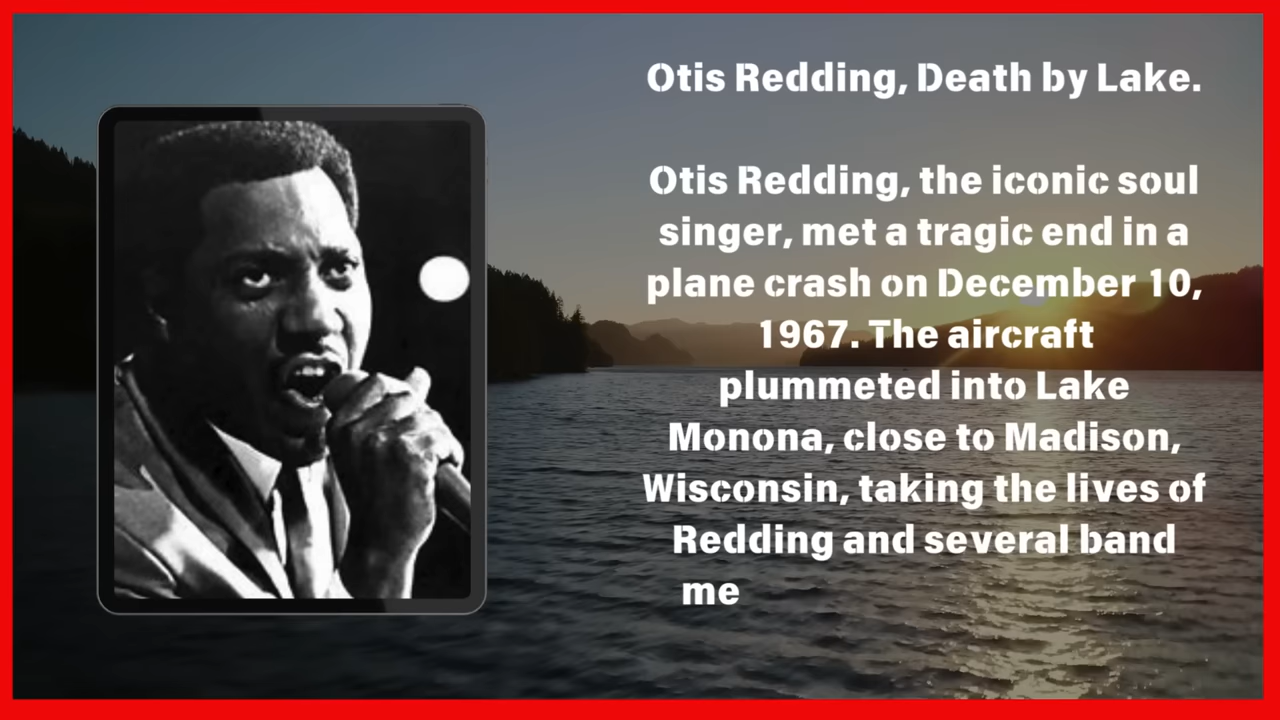 Otis Redding, Death by Lake.
Otis Redding, the iconic soul
singer, met a tragic end in a
plane crash on December 10,
1967. The aircraft
plummeted into Lake
Monona, close to Madison,
Wisconsin, taking the lives of
Redding and several band
me